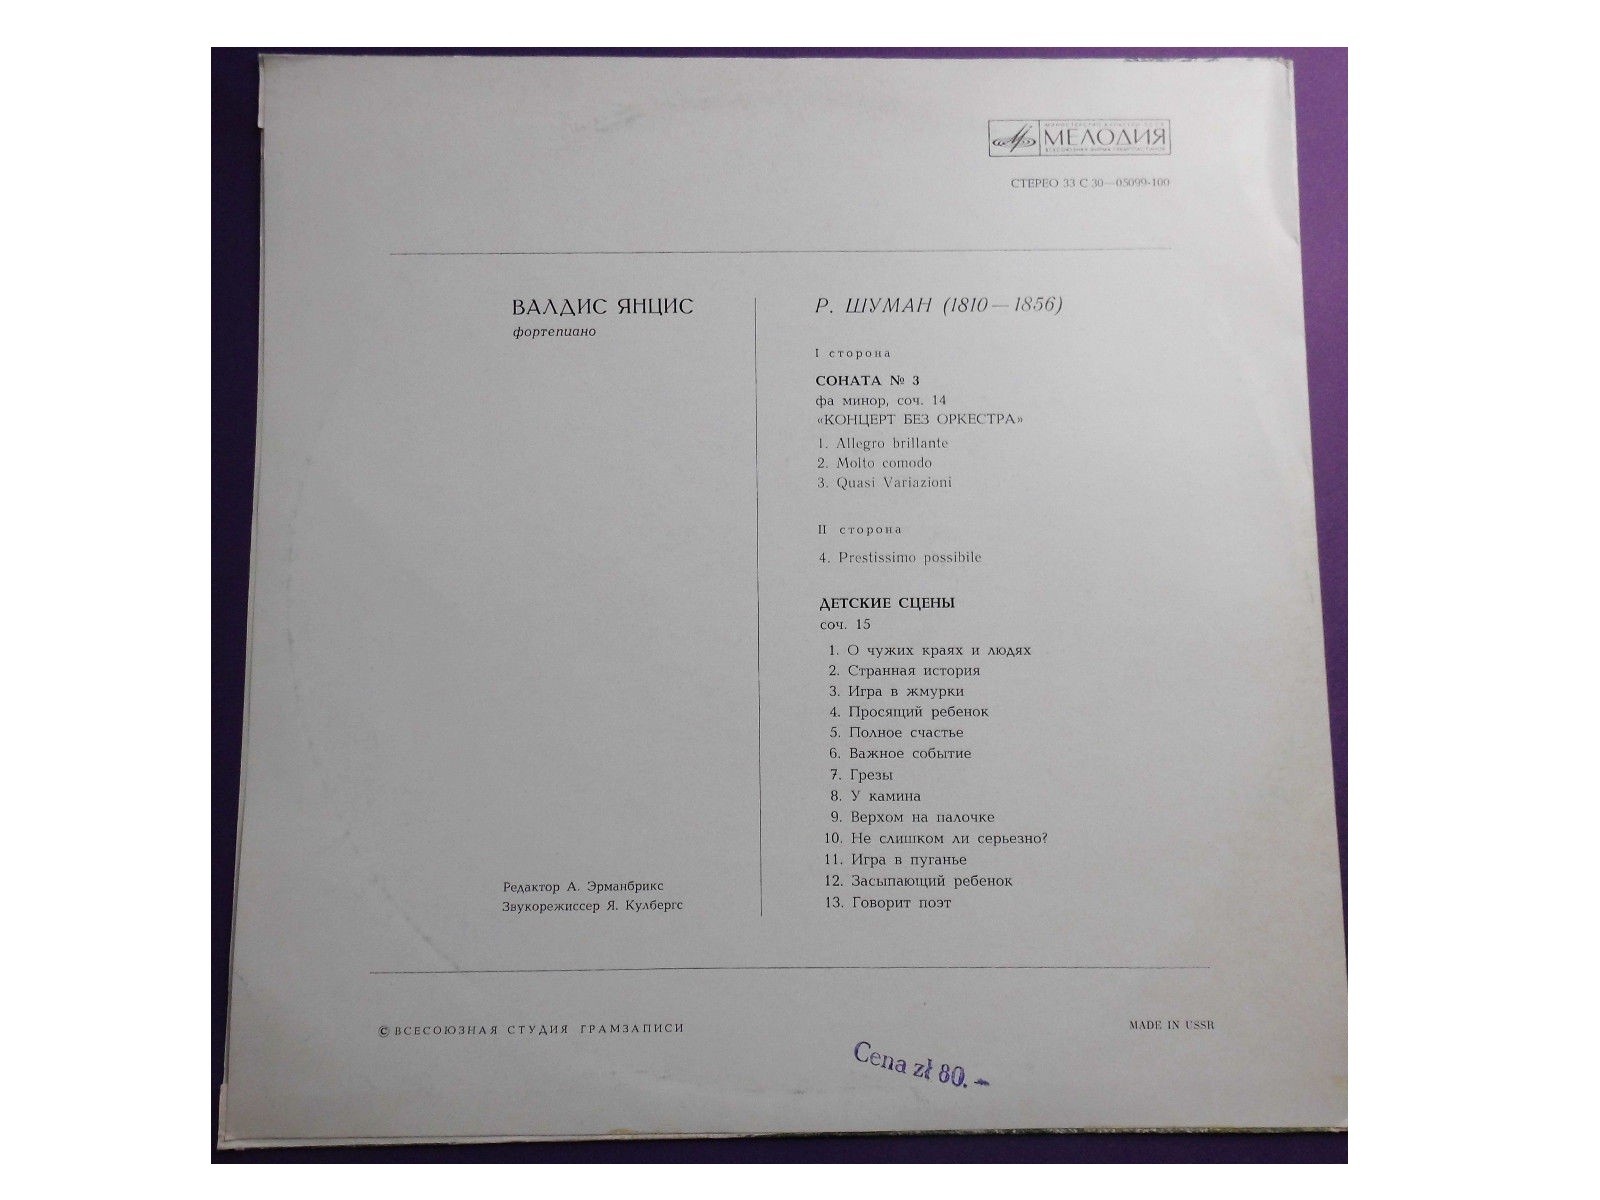 МЕЛОДИЯ
СТЕРЕО 33 С 30—05099-100
ВАЛДИС ЯНЦИС
фортепиано
Редактор А. Эрманбрикс
Звукорежиссер Я. Кулбергс
Р. ШУМАН (1810—1856)
I сторона
СОНАТА № 3
фа минор, соч. 14
«КОНЦЕРТ БЕЗ ОРКЕСТРА»
1. Allegro brillante
2. Molto comodo
3. Quasi Variazioni
II сторона
4. Prestissimo possibile
ДЕТСКИЕ СЦЕНЫ
соч. 15
1. О чужих краях и людях
2. Странная история
3. Игра в жмурки
4. Просящий ребенок
5. Полное счастье
6. Важное событие
7. Грезы
8. У камина
9. Верхом на палочке
10. Не слишком ли серьезно?
11. Игра в пуганье
12. Засыпающий ребенок
13. Говорит поэт
© ВСЕСОЮЗНАЯ СТУДИЯ ГРАМЗАПИСИ
MADE IN USSR
Cena zł 80.-